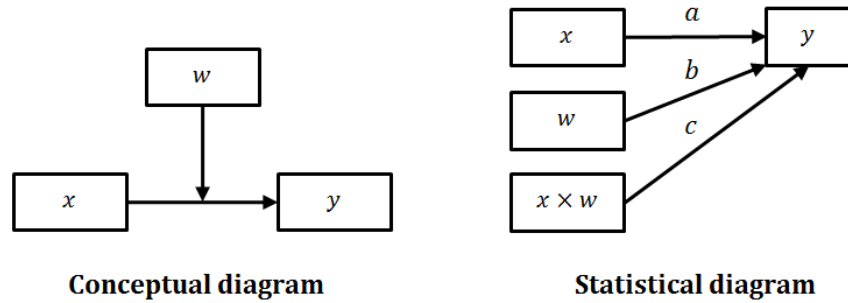 w
x
y
Conceptual diagram
x
a
y
w
b
c
x × w
Statistical diagram